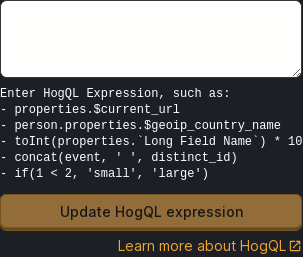 Enter HogQL Expression, such as:
- properties.$current_url
- person.properties.$geoip_country_name
- toInt(properties.`Long Field Name`) * 10
- concat(event, ' ', distinct_id)
- if(1 < 2, 'small', 'large')
Update HogQL expression
Learn more about HogQL